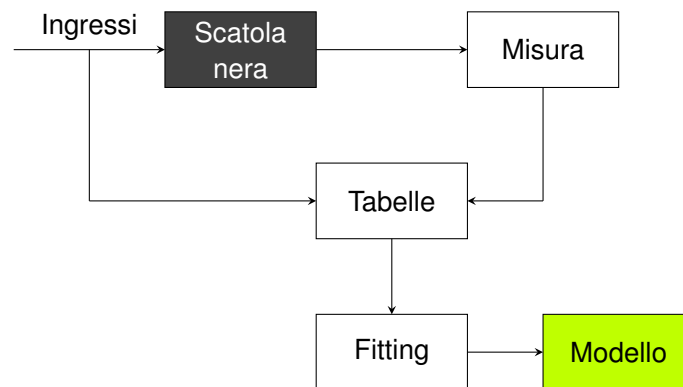 Ingressi
Scatola
nera
Misura
Tabelle
Fitting
Modello